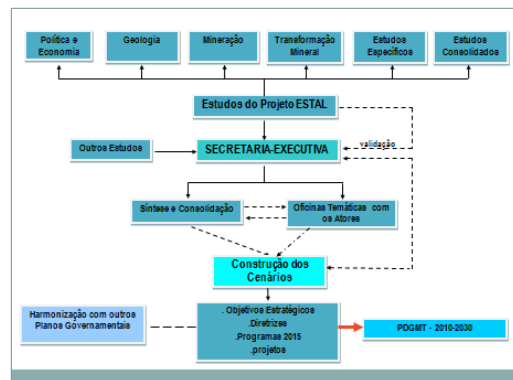 Política e
Economia
Geologia
Mineração
Transformação
Mineral
Estudos
Específicos
Estudos
Consolidados
Estudos do Projeto ESTAL
validação
Outros Estudos
SECRETARIA-EXECUTIVA
Síntese e Consolidação
Oficinas Temáticas com
os Atores
Construção dos
Cenários
Harmonização com outros
Planos Governamentais
. Objetivos Estratégicos
.Diretrizes
.Programas 2015
.projetos
PDGMT - 2010-2030